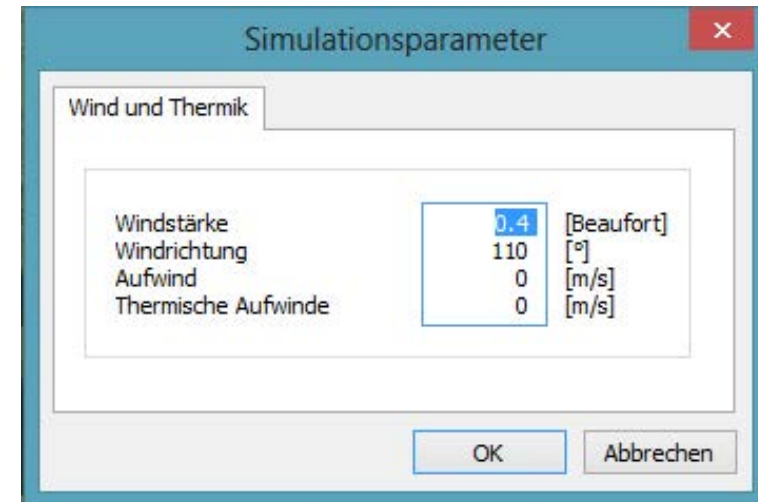 Simulationsparameter
Wind und Thermik
Windstärke 0.4 [Beaufort]
Windrichtung 110 [°]
Aufwind 0 [m/s]
Thermische Aufwinde 0 [m/s]
OK Abbrechen